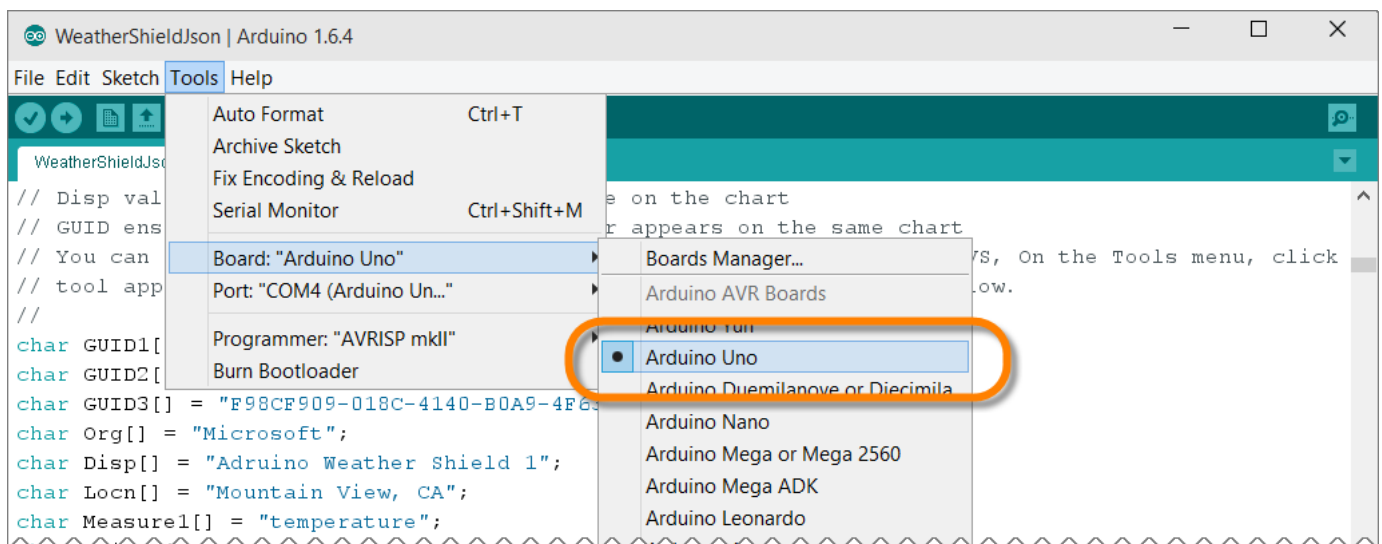 WeatherShieldJson | Arduino 1.6.4
File Edit Sketch Tools Help
Auto Format Ctrl+T
Archive Sketch
Fix Encoding & Reload
Serial Monitor Ctrl+Shift+M
Board: "Arduino Uno"
Port: "COM4 (Arduino Un..."
Programmer: "AVRISP mkII"
Burn Bootloader
Boards Manager...
Arduino AVR Boards
Arduino Yún
Arduino Uno
Arduino Duemilanove or Diecimila
Arduino Nano
Arduino Mega or Mega 2560
Arduino Mega ADK
Arduino Leonardo
WeatherShieldJso
// Disp val e on the chart
// GUID ens r appears on the same chart
// You can VS, On the Tools menu, click
// tool app low.
//
char GUID1[
char GUID2[
char GUID3[] = "F98CF909-018C-4140-B0A9-4F6
char Org[] = "Microsoft";
char Disp[] = "Adruino Weather Shield 1";
char Locn[] = "Mountain View, CA";
char Measure1[] = "temperature";